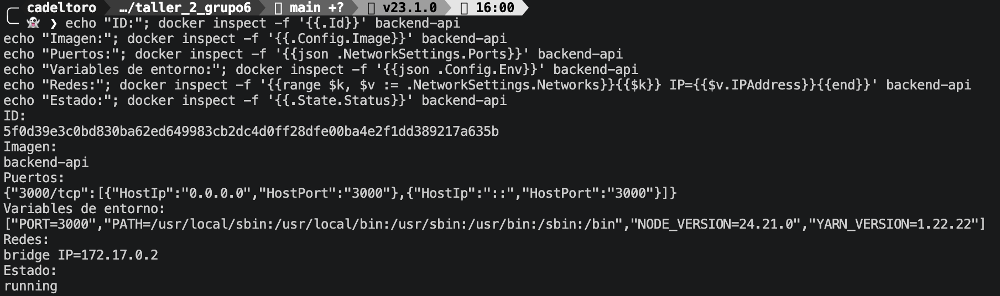 cadeltoro …/taller_2_grupo6 main +? v23.1.0 16:00
❯ echo "ID:"; docker inspect -f '{{.Id}}' backend-api
echo "Imagen:"; docker inspect -f '{{.Config.Image}}' backend-api
echo "Puertos:"; docker inspect -f '{{json .NetworkSettings.Ports}}' backend-api
echo "Variables de entorno:"; docker inspect -f '{{json .Config.Env}}' backend-api
echo "Redes:"; docker inspect -f '{{range $k, $v := .NetworkSettings.Networks}}{{$k}} IP={{$v.IPAddress}}{{end}}' backend-api
echo "Estado:"; docker inspect -f '{{.State.Status}}' backend-api
ID:
5f0d39e3c0bd830ba62ed649983cb2dc4d0ff28dfe00ba4e2f1dd389217a635b
Imagen:
backend-api
Puertos:
{"3000/tcp":[{"HostIp":"0.0.0.0","HostPort":"3000"},{"HostIp":"::","HostPort":"3000"}]}
Variables de entorno:
["PORT=3000","PATH=/usr/local/sbin:/usr/local/bin:/usr/sbin:/usr/bin:/sbin:/bin","NODE_VERSION=24.21.0","YARN_VERSION=1.22.22"]
Redes:
bridge IP=172.17.0.2
Estado:
running